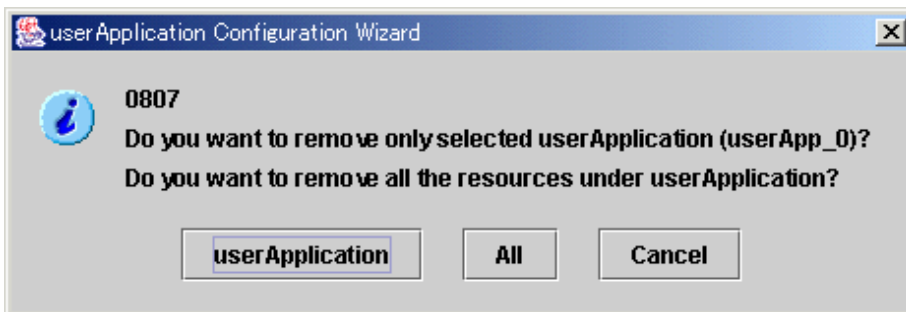 userApplication Configuration Wizard
0807
Do you want to remove only selected userApplication (userApp_0)?
Do you want to remove all the resources under userApplication?
userApplication All Cancel